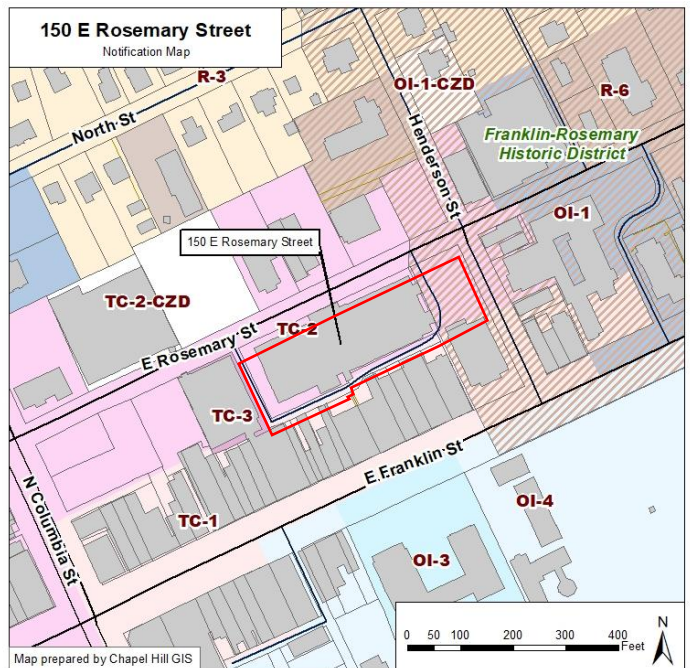 150 E Rosemary Street
Notification Map
R-3
OI-1-CZD
R-6
North St
Henderson St
Franklin-Rosemary
Historic District
150 E Rosemary Street
OI-1
TC-2-CZD
E Rosemary St
TC-2
TC-3
E Franklin St
N Columbia St
TC-1
OI-4
OI-3
N
0 50 100 200 300 400
Feet
Map prepared by Chapel Hill GIS